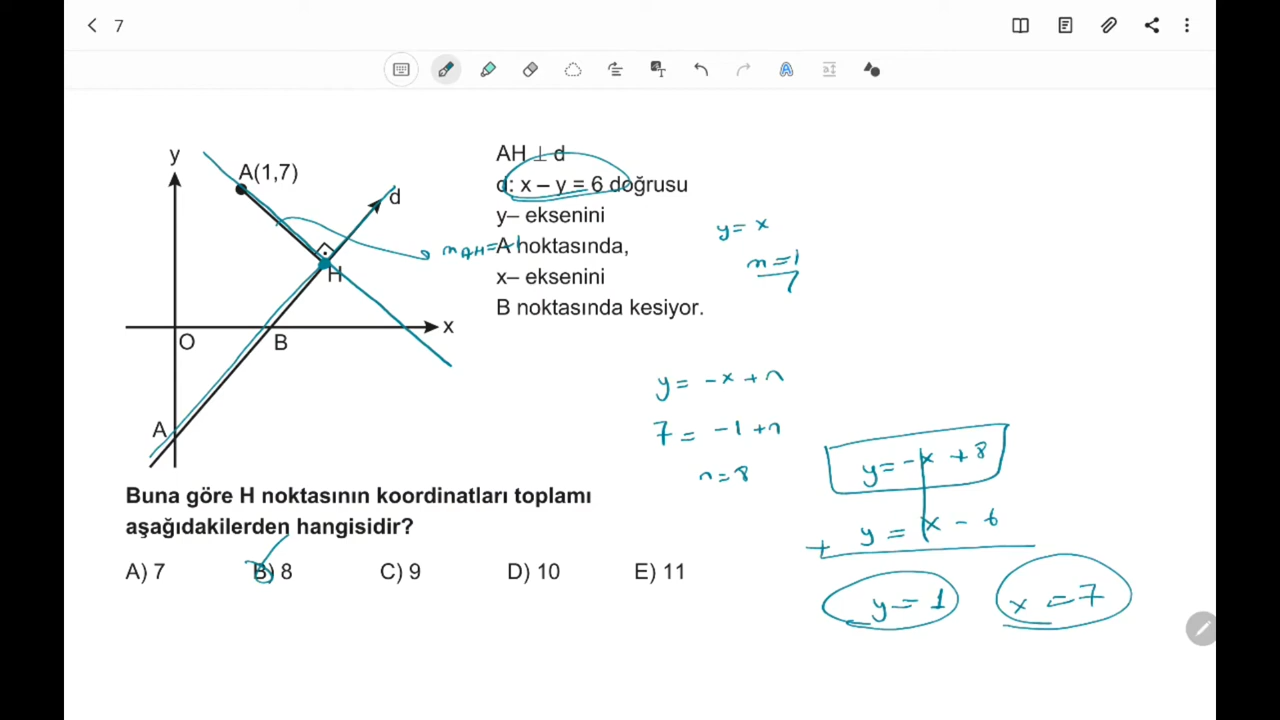 7
y
A(1,7)
d
H
x
O
B
A
AH ⊥ d
d: x – y = 6 doğrusu
y– eksenini
A noktasında,
x– eksenini
B noktasında kesiyor.
y = x
m = 1
y = -x + n
7 = -1 + n
n = 8
y = -x + 8
+ y = x - 6
y = 1 x = 7
Buna göre H noktasının koordinatları toplamı
aşağıdakilerden hangisidir?
A) 7 B) 8 C) 9 D) 10 E) 11